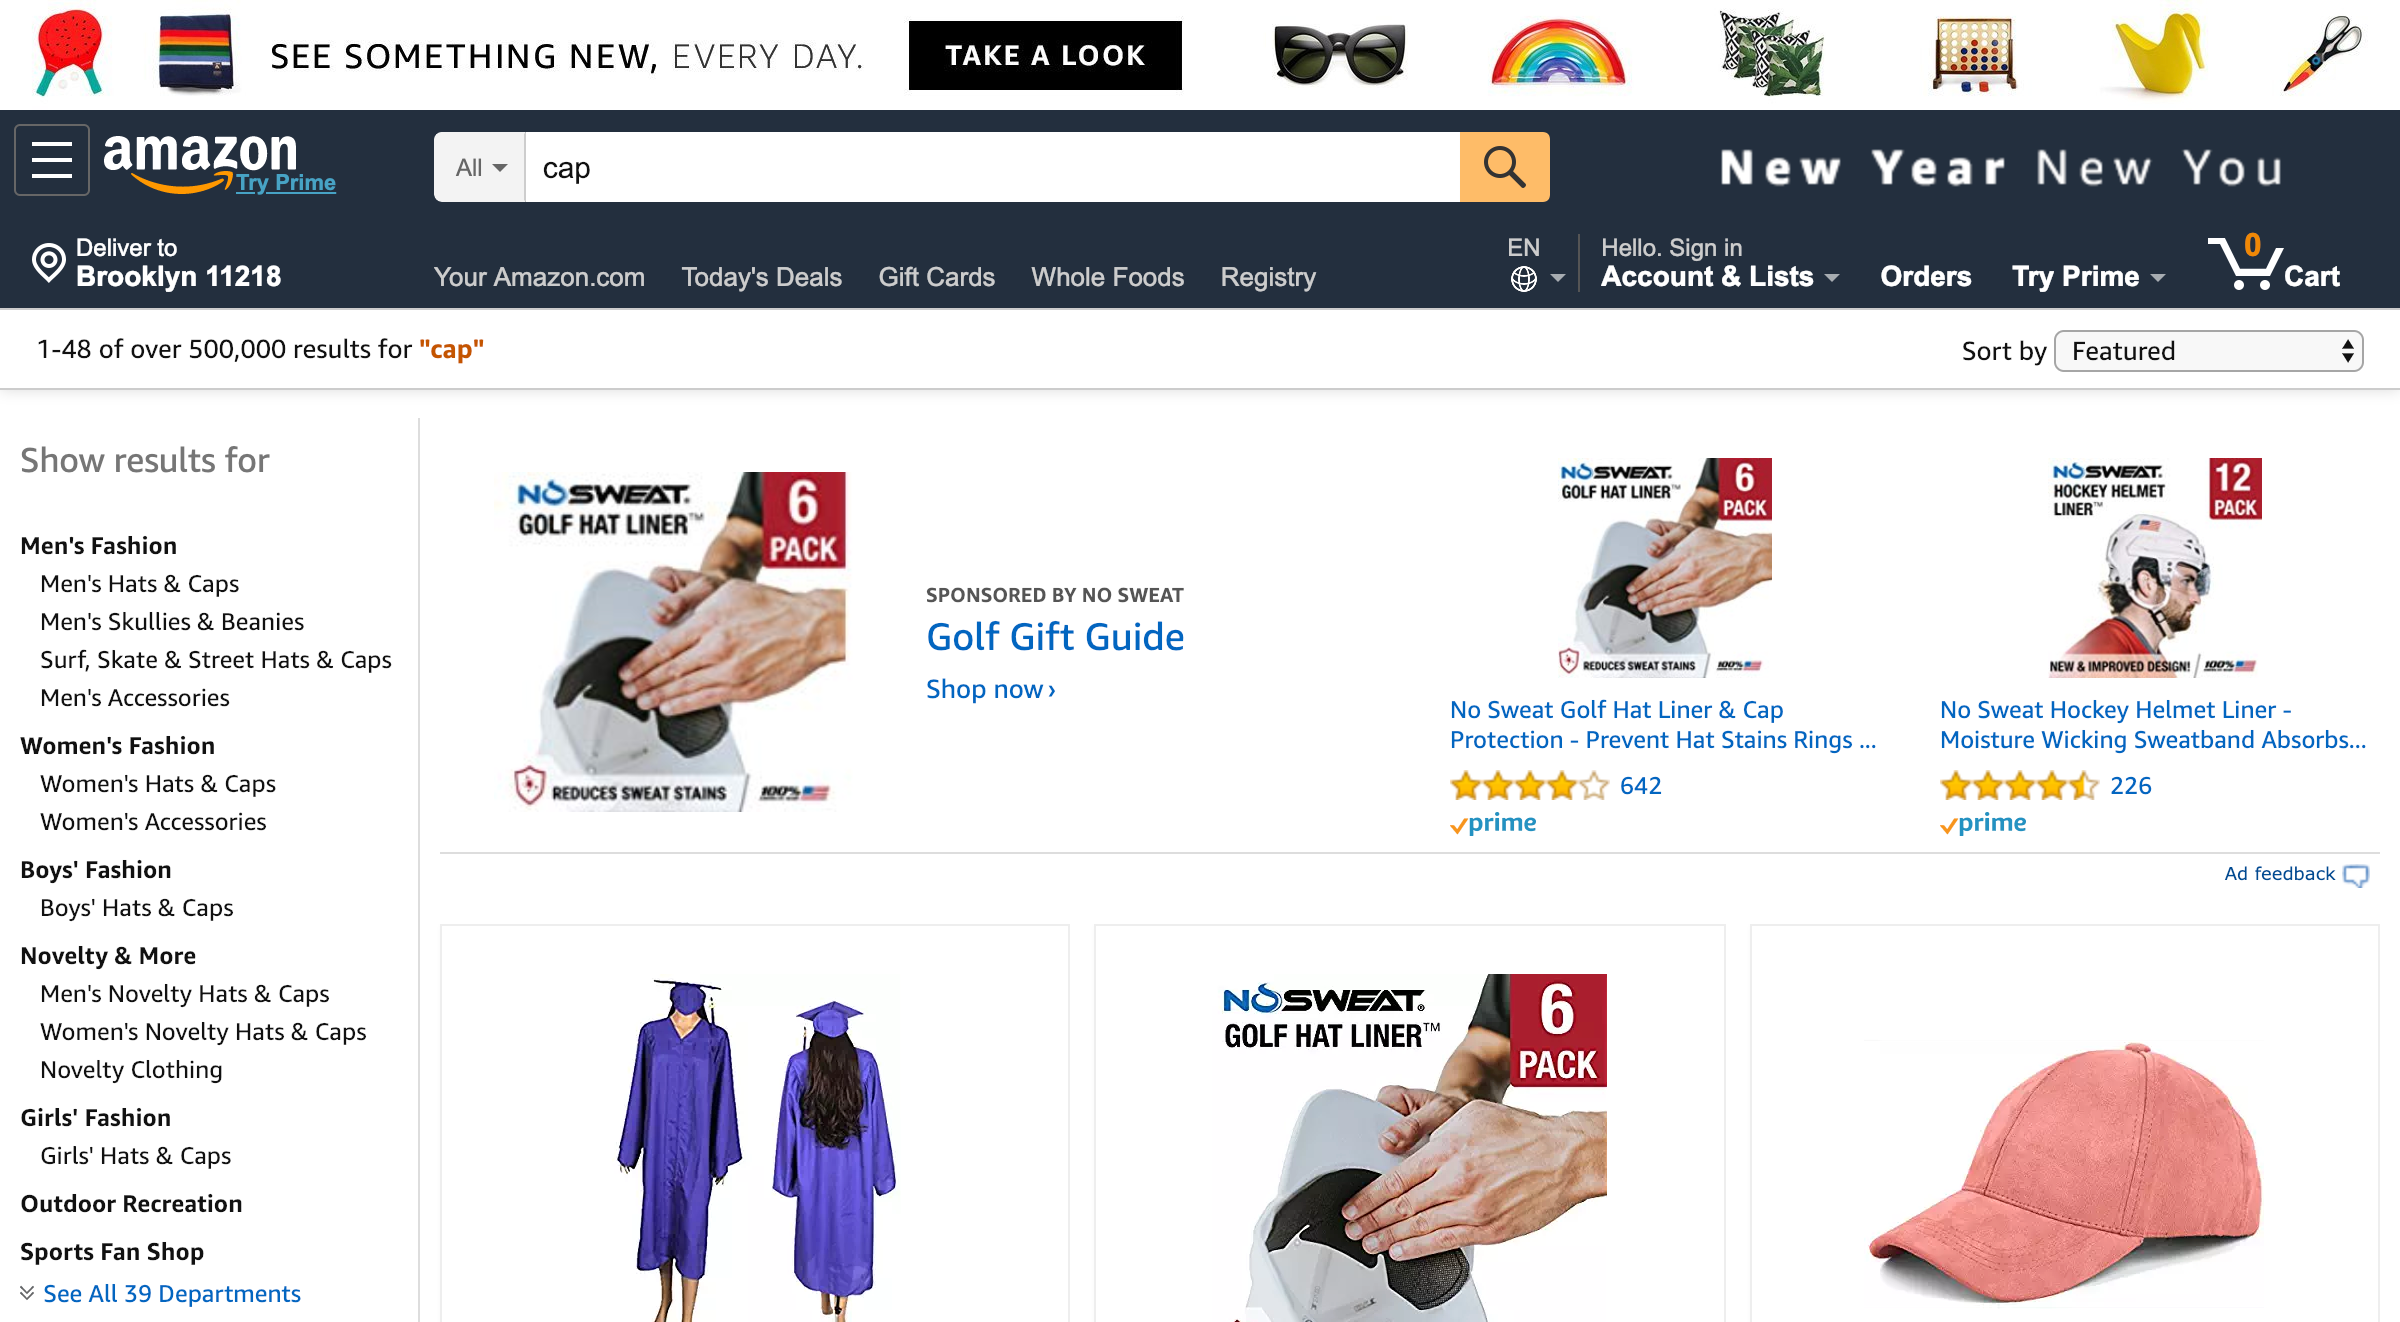 SEE SOMETHING NEW, EVERY DAY. TAKE A LOOK
amazon
Try Prime
All
cap
New Year New You
Deliver to
Brooklyn 11218
Your Amazon.com Today's Deals Gift Cards Whole Foods Registry
EN
Hello. Sign in
Account & Lists
Orders
Try Prime
0
Cart
1-48 of over 500,000 results for "cap"
Sort by Featured
Show results for
Men's Fashion
Men's Hats & Caps
Men's Skullies & Beanies
Surf, Skate & Street Hats & Caps
Men's Accessories
Women's Fashion
Women's Hats & Caps
Women's Accessories
Boys' Fashion
Boys' Hats & Caps
Novelty & More
Men's Novelty Hats & Caps
Women's Novelty Hats & Caps
Novelty Clothing
Girls' Fashion
Girls' Hats & Caps
Outdoor Recreation
Sports Fan Shop
See All 39 Departments
NO SWEAT.
GOLF HAT LINER™
6
PACK
REDUCES SWEAT STAINS
100%
SPONSORED BY NO SWEAT
Golf Gift Guide
Shop now ›
NO SWEAT.
GOLF HAT LINER™
6
PACK
REDUCES SWEAT STAINS
100%
No Sweat Golf Hat Liner & Cap
Protection - Prevent Hat Stains Rings ...
642
prime
NO SWEAT.
HOCKEY HELMET
LINER™
12
PACK
NEW & IMPROVED DESIGN!
100%
No Sweat Hockey Helmet Liner -
Moisture Wicking Sweatband Absorbs...
226
prime
Ad feedback
NO SWEAT®
GOLF HAT LINER™
6
PACK